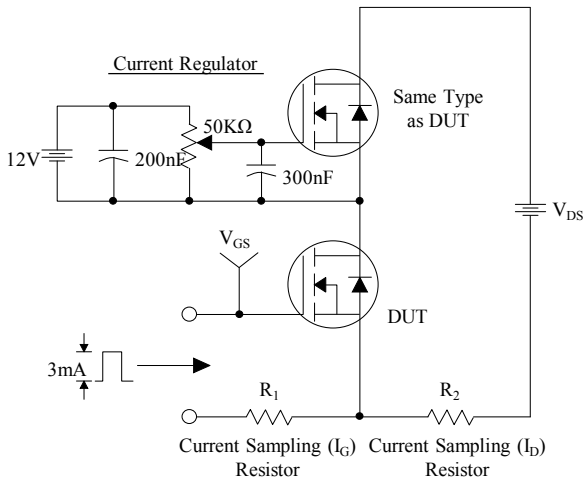 Current Regulator
Same Type
as DUT
50KΩ
12V
200nF
300nF
VDS
VGS
DUT
3mA
R1
R2
Current Sampling (IG)
Resistor
Current Sampling (ID)
Resistor